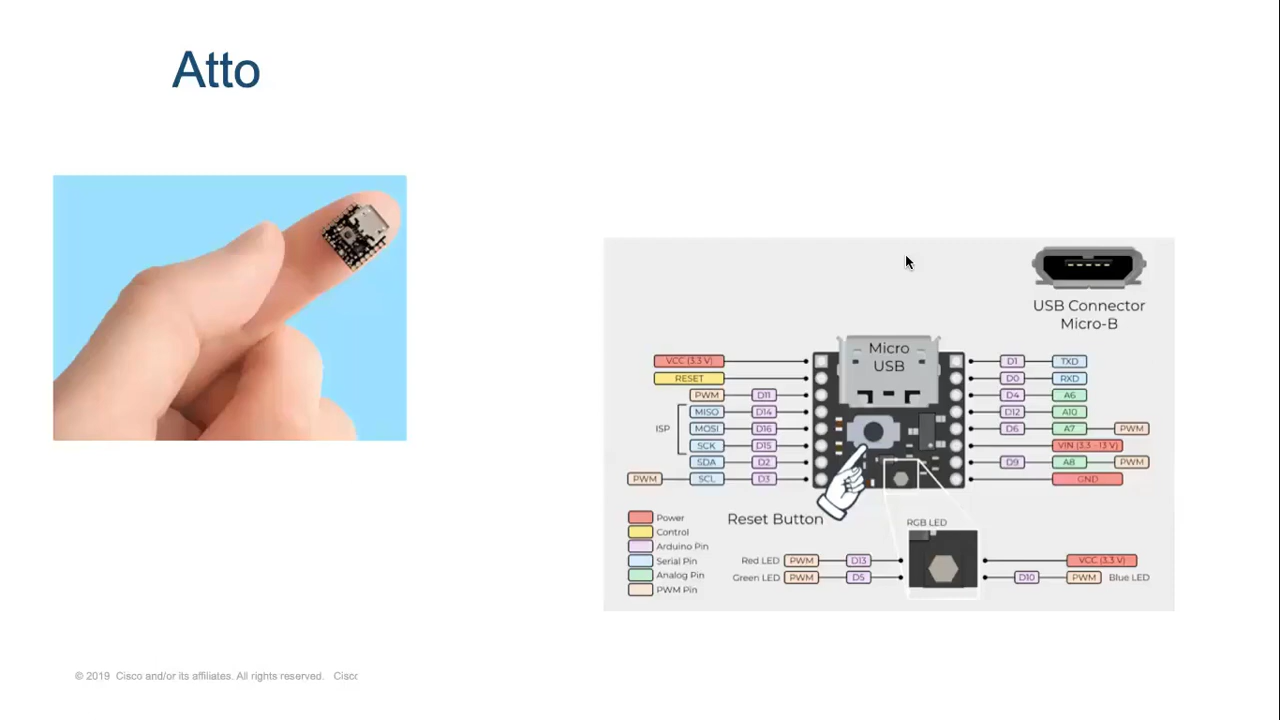 Atto
USB Connector
Micro-B
Micro
USB
VCC (3.3 V)
RESET
PWM D11
ISP
MISO D14
MOSI D16
SCK D15
SDA D2
PWM SCL D3
D1 TXD
D0 RXD
D4 A6
D12 A10
D6 A7 PWM
VIN (3.3 - 13 V)
D9 A8 PWM
GND
Power
Control
Arduino Pin
Serial Pin
Analog Pin
PWM Pin
Reset Button
RGB LED
Red LED PWM D13
Green LED PWM D5
VCC (3.3 V)
D10 PWM Blue LED
© 2019 Cisco and/or its affiliates. All rights reserved. Cisc